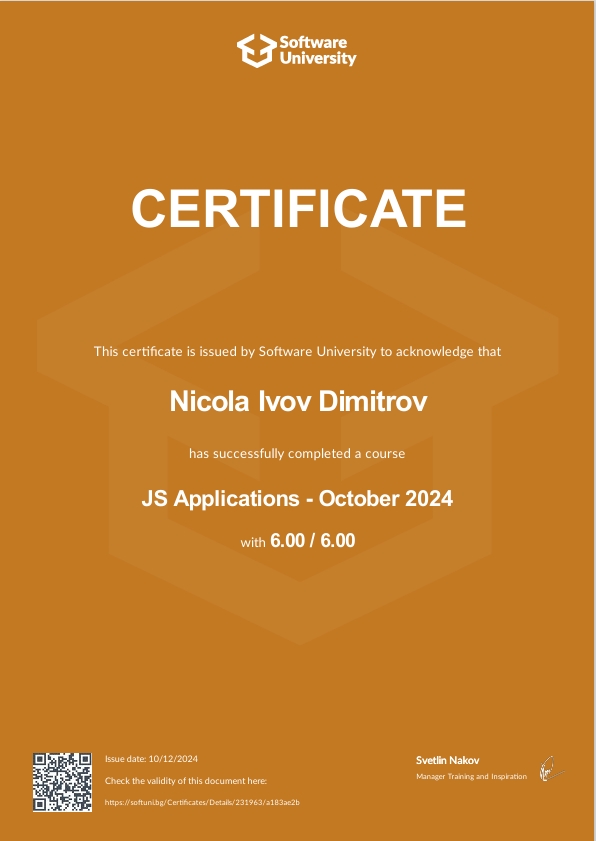 Software
University
CERTIFICATE
This certificate is issued by Software University to acknowledge that
Nicola Ivov Dimitrov
has successfully completed a course
JS Applications - October 2024
with 6.00 / 6.00
Issue date: 10/12/2024
Check the validity of this document here:
https://softuni.bg/Certificates/Details/231963/a183ae2b
Svetlin Nakov
Manager Training and Inspiration